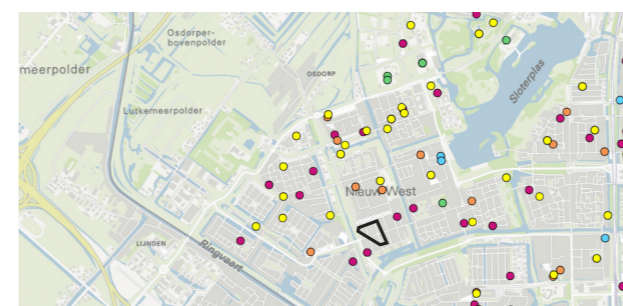 Osdorper-
bovenpolder
meerpolder
OSDORP
Sloterplas
Lutkemeerpolder
Nieuw-West
LIJNDEN
Ringvaart